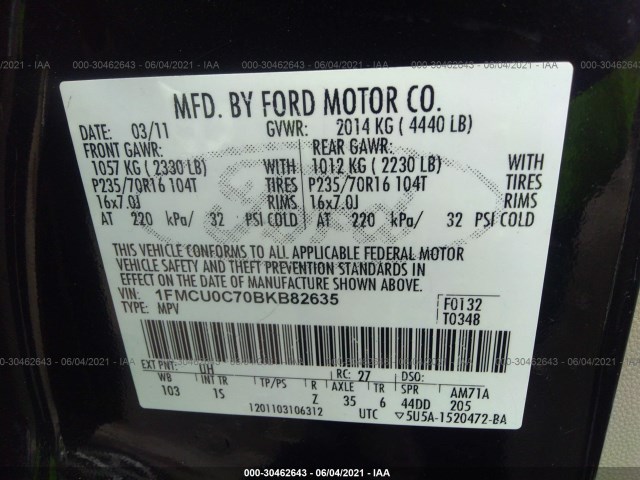 000-30462643 - 06/04/2021 - IAA
MFD. BY FORD MOTOR CO.
DATE: 03/11 GVWR: 2014 KG ( 4440 LB)
FRONT GAWR: REAR GAWR:
1057 KG ( 2330 LB) WITH 1012 KG ( 2230 LB) WITH
P235/70R16 104T TIRES P235/70R16 104T TIRES
16x7.0J RIMS 16x7.0J RIMS
AT 220 kPa/ 32 PSI COLD AT 220 kPa/ 32 PSI COLD
THIS VEHICLE CONFORMS TO ALL APPLICABLE FEDERAL MOTOR
VEHICLE SAFETY AND THEFT PREVENTION STANDARDS IN
EFFECT ON THE DATE OF MANUFACTURE SHOWN ABOVE.
VIN: 1FMCU0C70BKB82635 F0132
TYPE: MPV T0348
EXT PNT: UH RC: 27 DSO:
WB INT TR TP/PS R AXLE TR SPR AM71A
103 1S Z 35 6 44DD 205
1201103106312 UTC ▽5U5A-1520472-BA
000-30462643 - 06/04/2021 - IAA